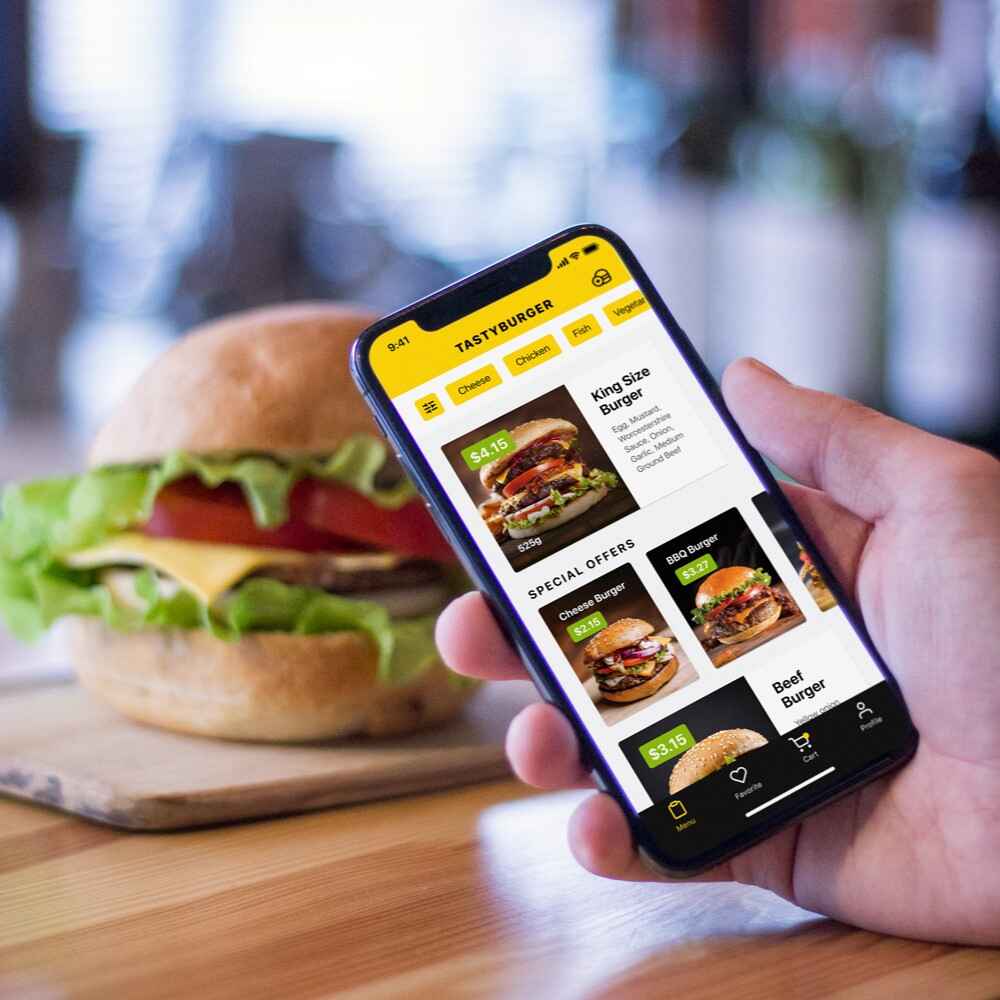 9:41
TASTYBURGER
Cheese
Chicken
Fish
Vegetar
$4.15
525g
King Size
Burger
Egg, Mustard,
Worcestershire
Sauce, Onion,
Garlic, Medium
Ground Beef
SPECIAL OFFERS
Cheese Burger
$2.15
BBQ Burger
$3.27
$3.15
Beef
Burger
Yellow onion
Menu
Favorite
Cart
Profile